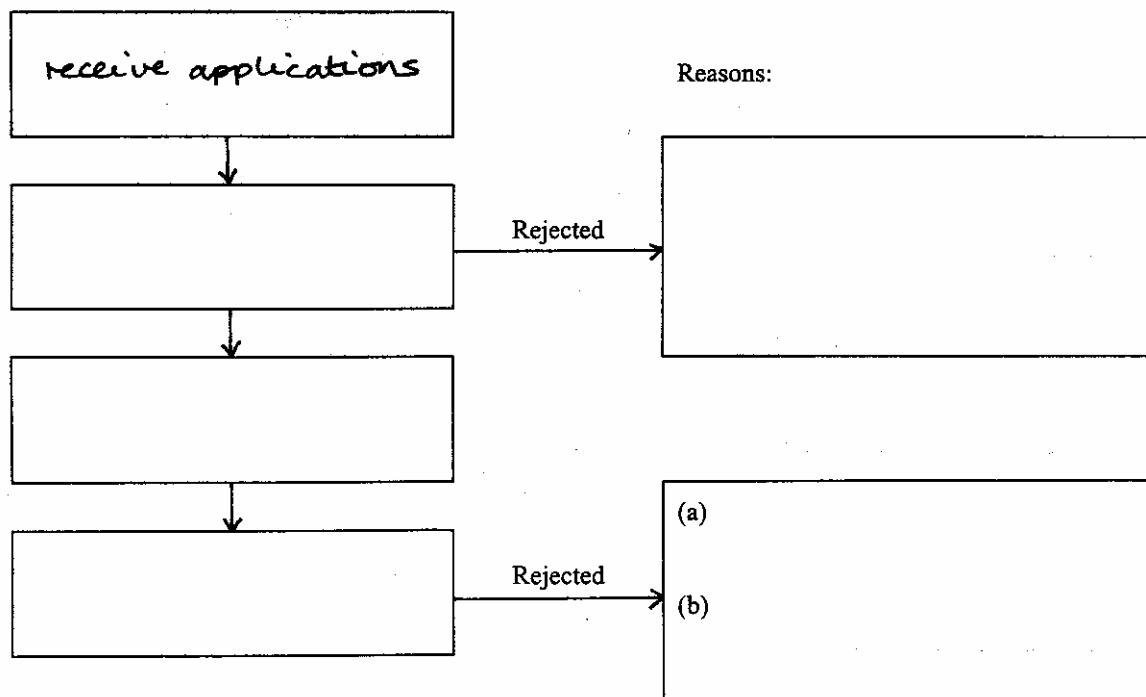 receive applications
Reasons:
Rejected
(a)
Rejected
(b)